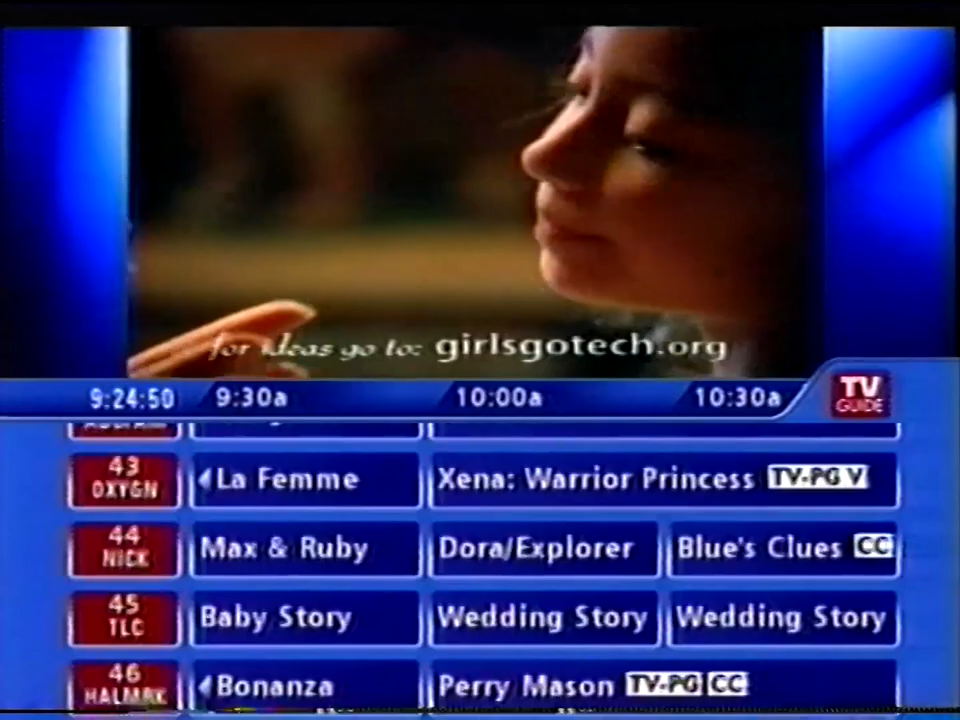 for ideas go to: girlsgotech.org
9:24:50 9:30a 10:00a 10:30a TV GUIDE
43 OXYGN La Femme Xena: Warrior Princess TV-PG V
44 NICK Max & Ruby Dora/Explorer Blue's Clues CC
45 TLC Baby Story Wedding Story Wedding Story
46 HALMRK Bonanza Perry Mason TV-PG CC